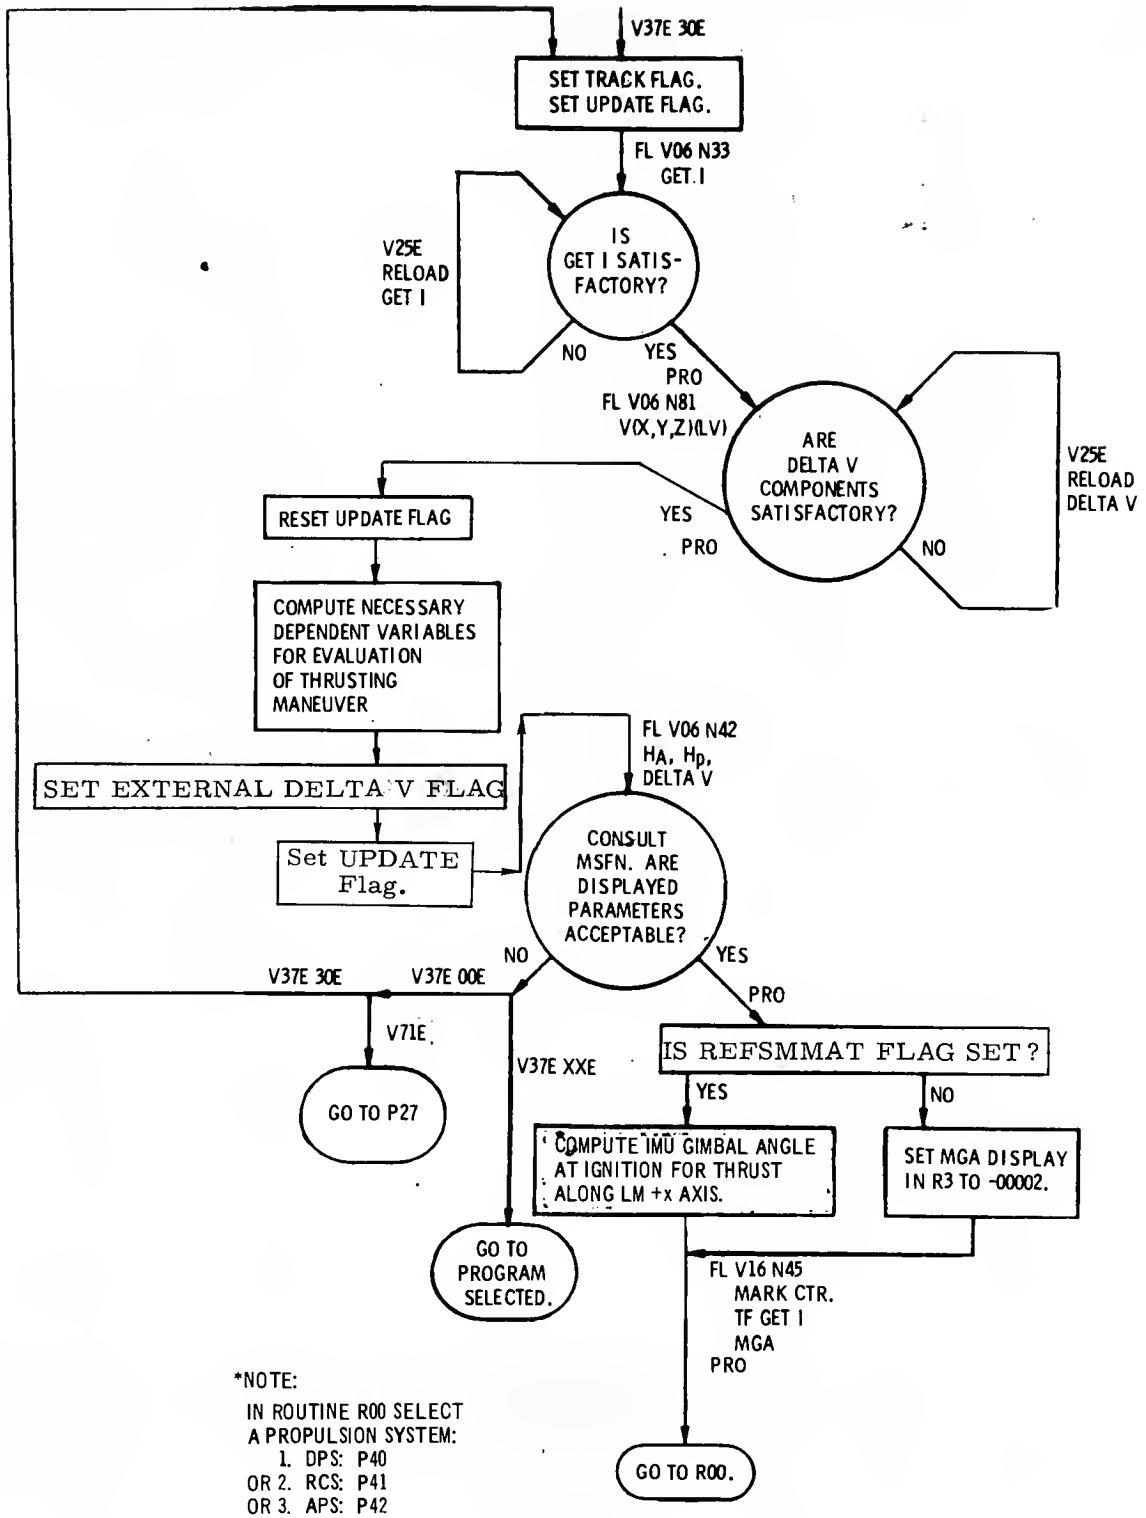 V37E 30E
SET TRACK FLAG.
SET UPDATE FLAG.
FL V06 N33
GET I
IS
GET I SATIS-
FACTORY?
V25E
RELOAD
GET I
NO
YES
PRO
FL V06 N81
V(X,Y,Z)(LV)
ARE
DELTA V
COMPONENTS
SATISFACTORY?
V25E
RELOAD
DELTA V
NO
YES
PRO
RESET UPDATE FLAG
COMPUTE NECESSARY
DEPENDENT VARIABLES
FOR EVALUATION
OF THRUSTING
MANEUVER
SET EXTERNAL DELTA V FLAG
Set UPDATE
Flag.
FL V06 N42
HA, Hp,
DELTA V
CONSULT
MSFN. ARE
DISPLAYED
PARAMETERS
ACCEPTABLE?
NO
YES
PRO
V37E 30E
V37E 00E
V71E
V37E XXE
GO TO P27
GO TO
PROGRAM
SELECTED.
IS REFSMMAT FLAG SET?
YES
NO
COMPUTE IMU GIMBAL ANGLE
AT IGNITION FOR THRUST
ALONG LM +x AXIS.
SET MGA DISPLAY
IN R3 TO -00002.
FL V16 N45
MARK CTR.
TF GET I
MGA
PRO
GO TO R00.
*NOTE:
IN ROUTINE R00 SELECT
A PROPULSION SYSTEM:
1. DPS: P40
OR 2. RCS: P41
OR 3. APS: P42